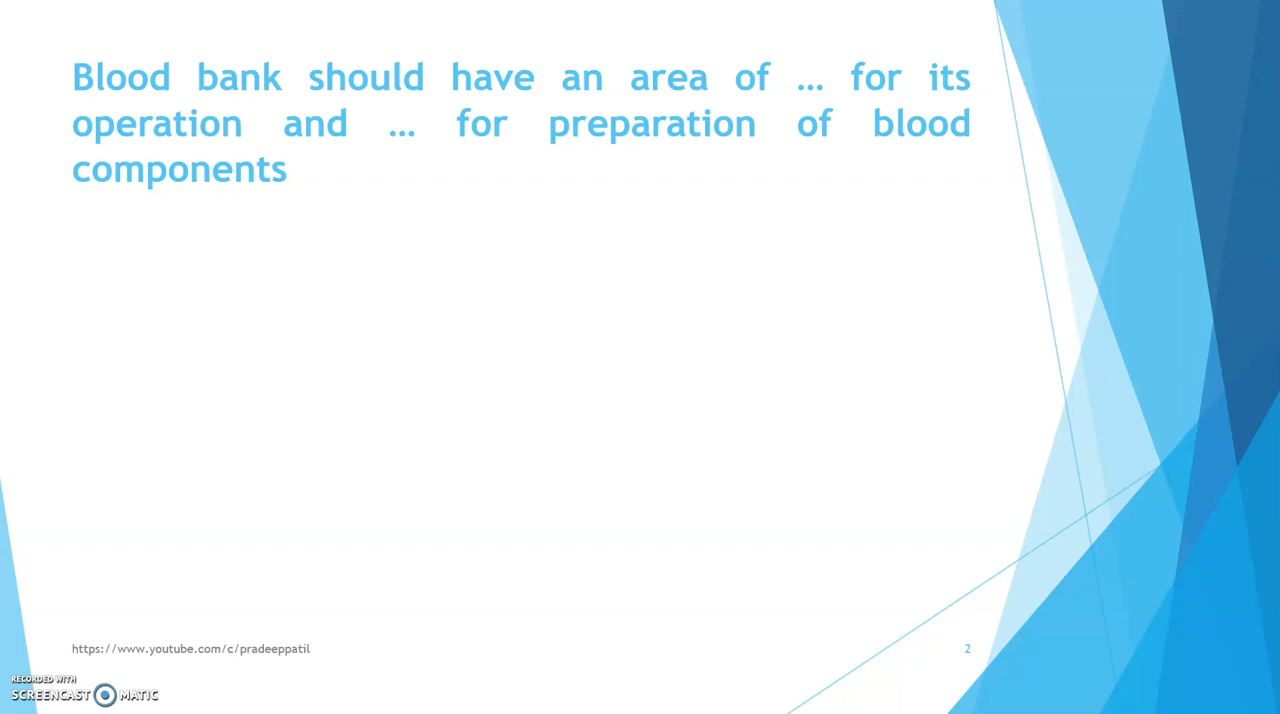 Blood bank should have an area of … for its
operation and … for preparation of blood
components
https://www.youtube.com/c/pradeeppatil
2
RECORDED WITH
SCREENCAST MATIC